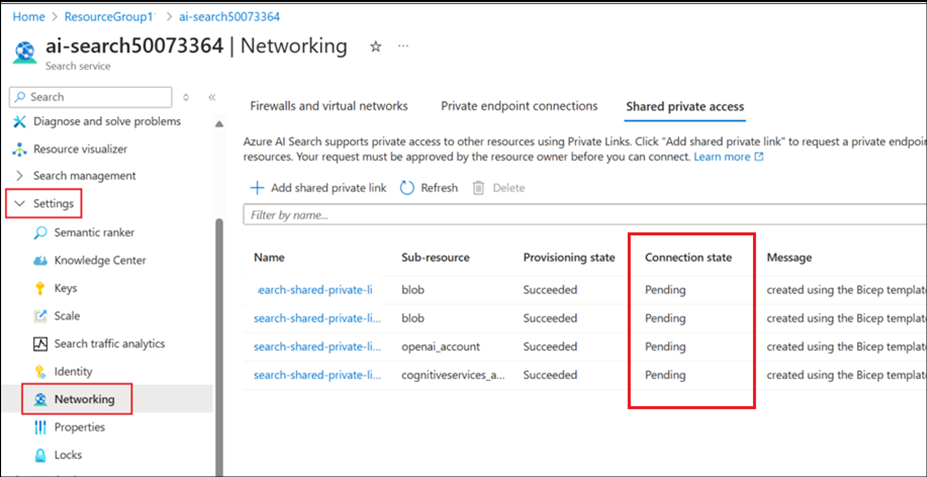 Home > ResourceGroup1 > ai-search50073364
ai-search50073364 | Networking
Search service
Search
Diagnose and solve problems
Resource visualizer
Search management
Settings
Semantic ranker
Knowledge Center
Keys
Scale
Search traffic analytics
Identity
Networking
Properties
Locks
Firewalls and virtual networks Private endpoint connections Shared private access
Azure AI Search supports private access to other resources using Private Links. Click "Add shared private link" to request a private endpoin
resources. Your request must be approved by the resource owner before you can connect. Learn more
Add shared private link Refresh Delete
Filter by name...
Name Sub-resource Provisioning state Connection state Message
earch-shared-private-li blob Succeeded Pending created using the Bicep template
search-shared-private-li... blob Succeeded Pending created using the Bicep template
search-shared-private-li... openai_account Succeeded Pending created using the Bicep template
search-shared-private-li... cognitiveservices_a... Succeeded Pending created using the Bicep template